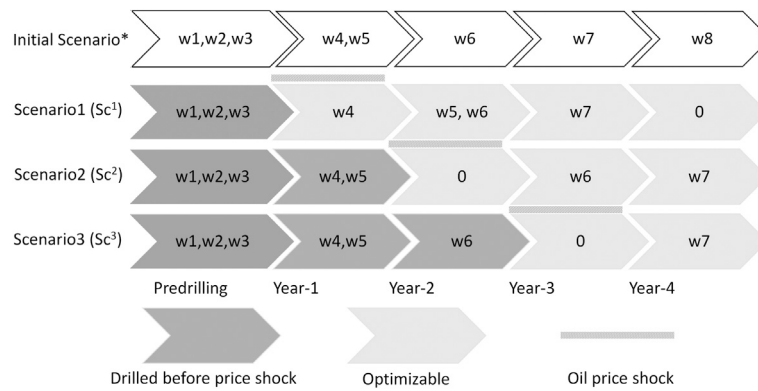 Initial Scenario* w1,w2,w3 w4,w5 w6 w7 w8
Scenario1 (Sc¹) w1,w2,w3 w4 w5, w6 w7 0
Scenario2 (Sc²) w1,w2,w3 w4,w5 0 w6 w7
Scenario3 (Sc³) w1,w2,w3 w4,w5 w6 0 w7
Predrilling Year-1 Year-2 Year-3 Year-4
Drilled before price shock Optimizable Oil price shock